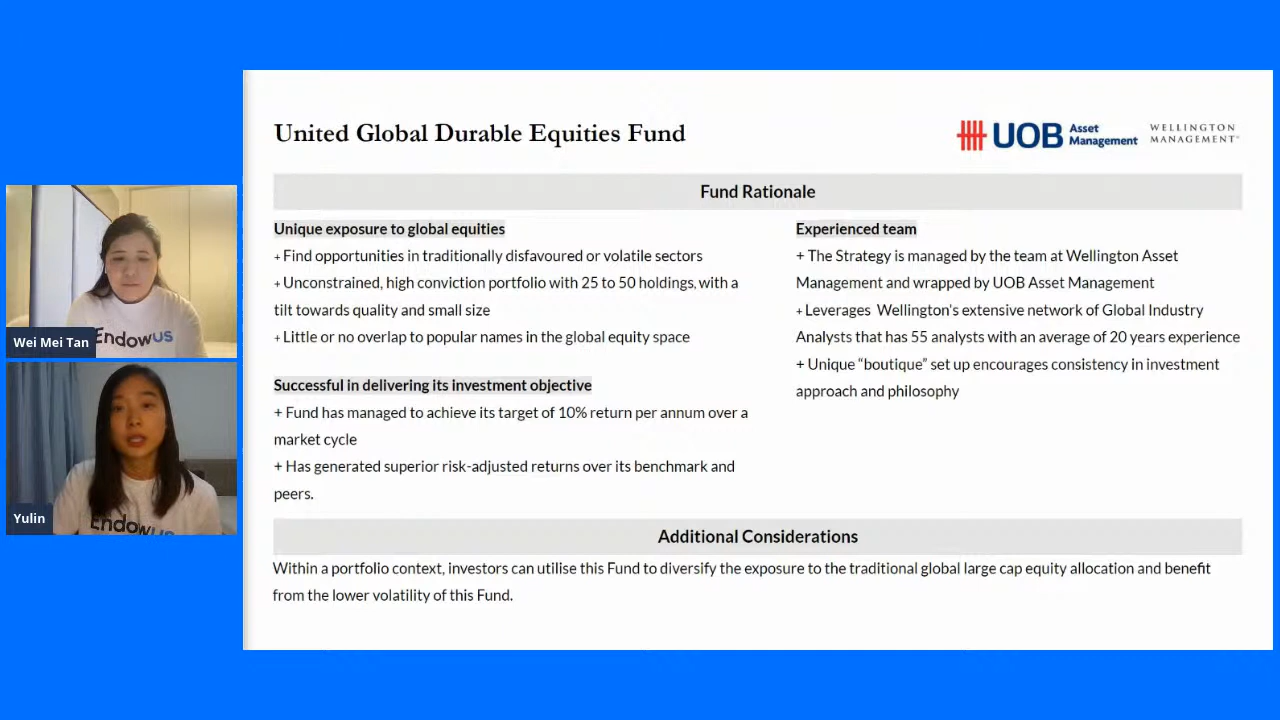 United Global Durable Equities Fund
UOB Asset Management
WELLINGTON MANAGEMENT
Fund Rationale
Unique exposure to global equities
+ Find opportunities in traditionally disfavoured or volatile sectors
+ Unconstrained, high conviction portfolio with 25 to 50 holdings, with a
tilt towards quality and small size
+ Little or no overlap to popular names in the global equity space
Successful in delivering its investment objective
+ Fund has managed to achieve its target of 10% return per annum over a
market cycle
+ Has generated superior risk-adjusted returns over its benchmark and
peers.
Experienced team
+ The Strategy is managed by the team at Wellington Asset
Management and wrapped by UOB Asset Management
+ Leverages Wellington's extensive network of Global Industry
Analysts that has 55 analysts with an average of 20 years experience
+ Unique “boutique” set up encourages consistency in investment
approach and philosophy
Additional Considerations
Within a portfolio context, investors can utilise this Fund to diversify the exposure to the traditional global large cap equity allocation and benefit
from the lower volatility of this Fund.
Endowus
Wei Mei Tan
Endowus
Yulin